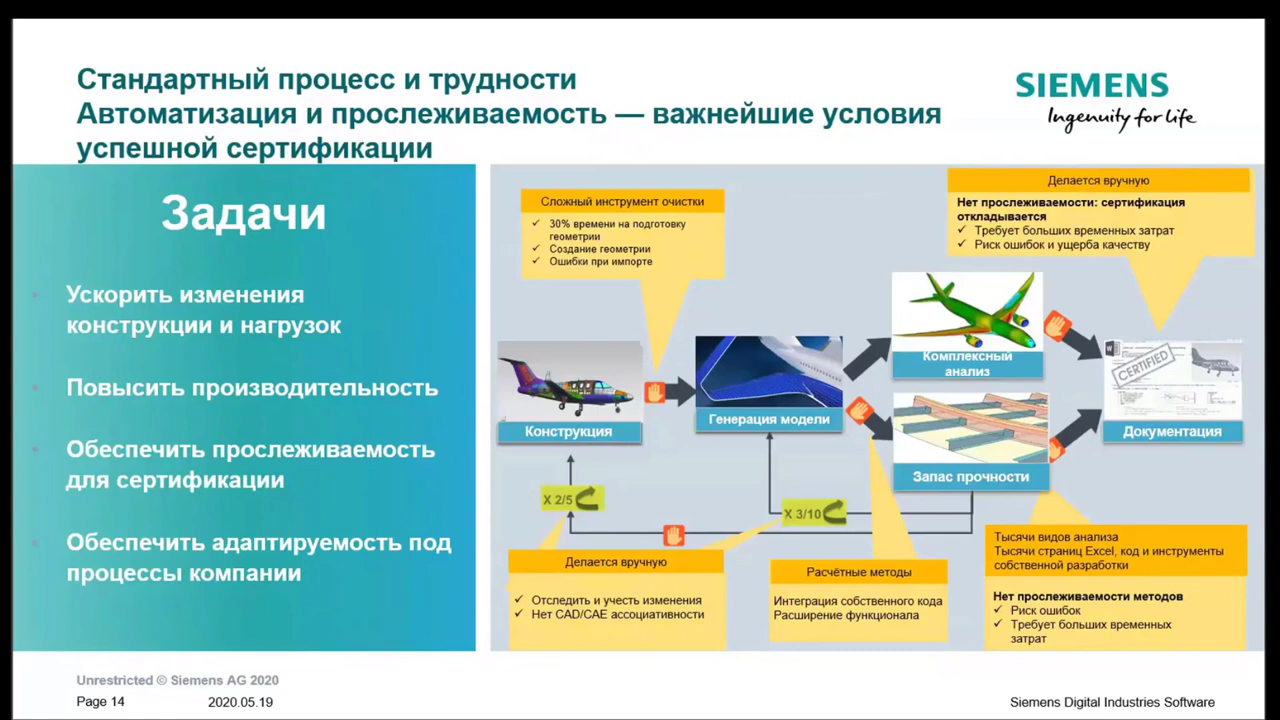 Стандартный процесс и трудности
Автоматизация и прослеживаемость — важнейшие условия
успешной сертификации
SIEMENS
Ingenuity for life
Задачи
Ускорить изменения
конструкции и нагрузок
Повысить производительность
Обеспечить прослеживаемость
для сертификации
Обеспечить адаптируемость под
процессы компании
Сложный инструмент очистки
30% времени на подготовку
геометрии
Создание геометрии
Ошибки при импорте
Делается вручную
Нет прослеживаемости: сертификация
откладывается
Требует больших временных затрат
Риск ошибок и ущерба качеству
Конструкция
Генерация модели
Комплексный
анализ
Запас прочности
CERTIFIED
Документация
X 2/5
X 3/10
Делается вручную
Отследить и учесть изменения
Нет CAD/CAE ассоциативности
Расчётные методы
Интеграция собственного кода
Расширение функционала
Тысячи видов анализа
Тысячи страниц Excel, код и инструменты
собственной разработки
Нет прослеживаемости методов
Риск ошибок
Требует больших временных
затрат
Unrestricted © Siemens AG 2020
Page 14
2020.05.19
Siemens Digital Industries Software